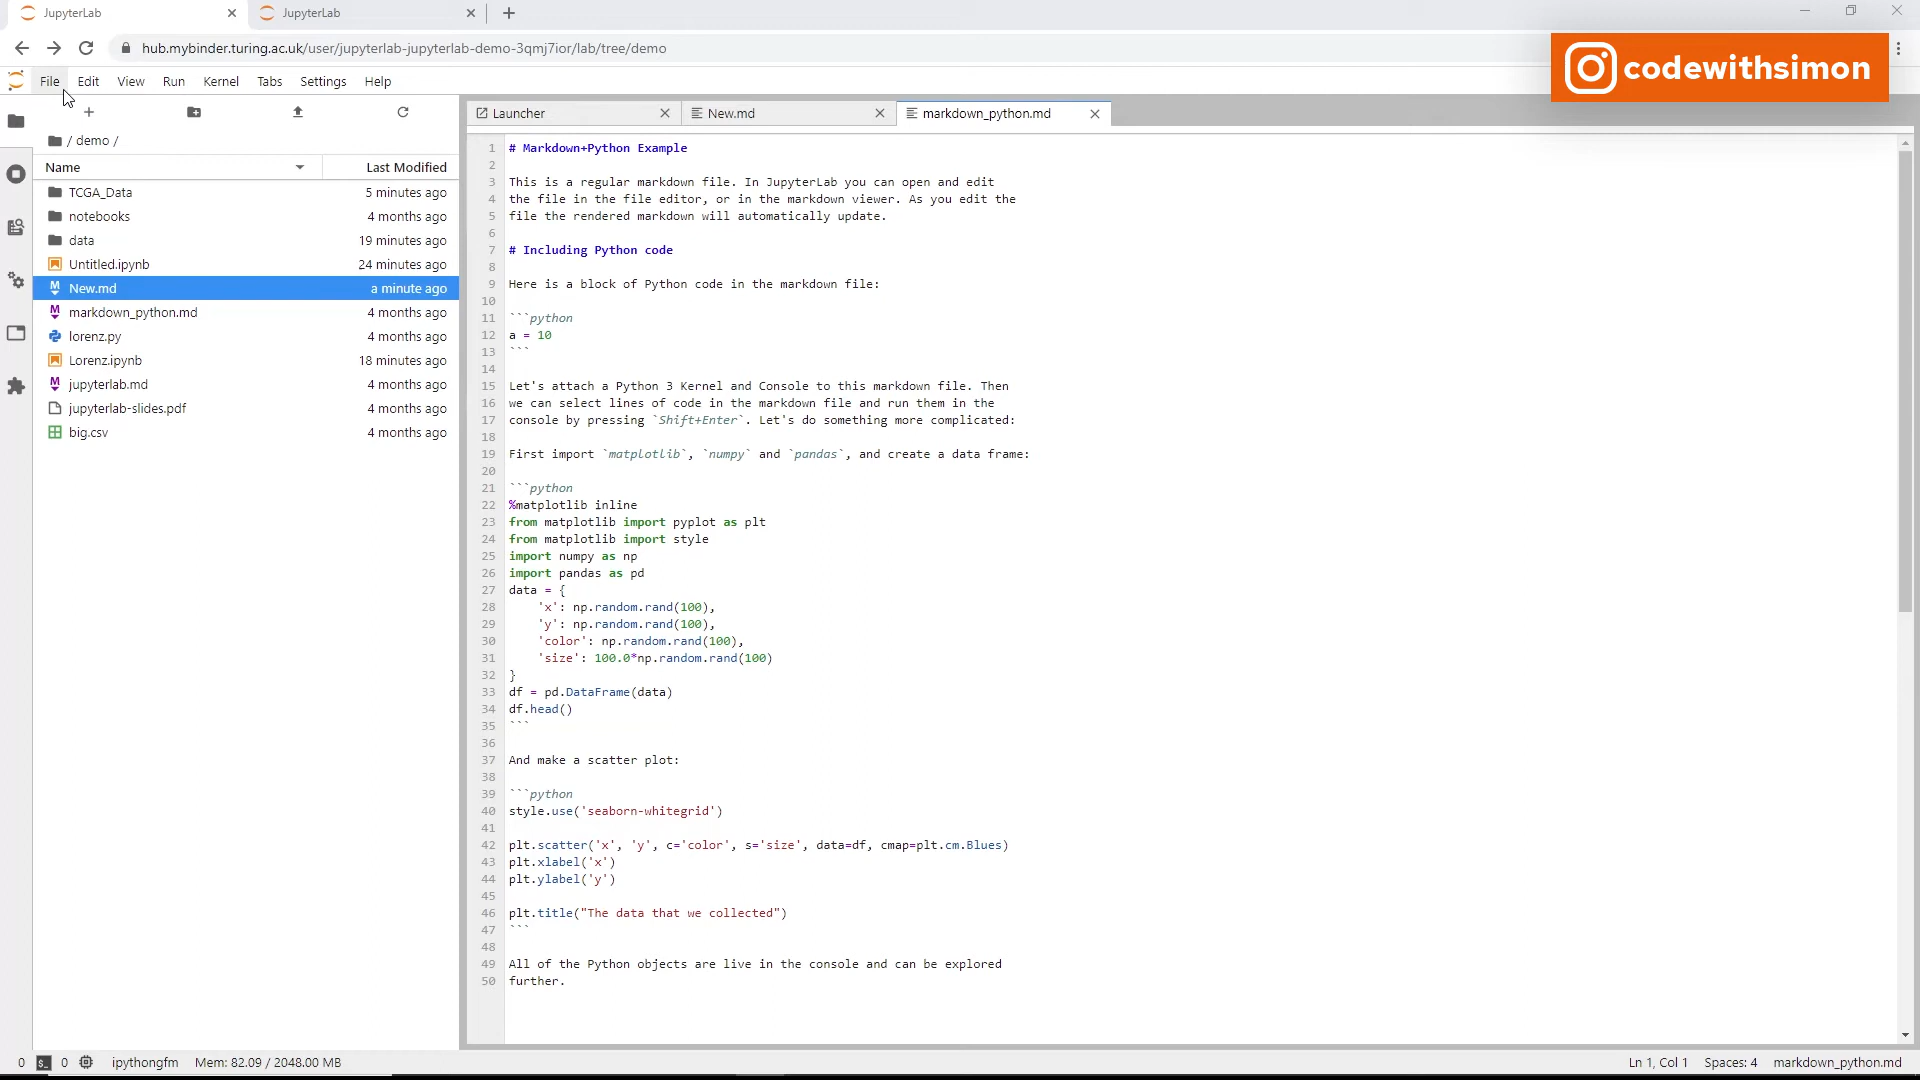 JupyterLab
JupyterLab
hub.mybinder.turing.ac.uk/user/jupyterlab-jupyterlab-demo-3qmj7ior/lab/tree/demo
codewithsimon
File Edit View Run Kernel Tabs Settings Help
Launcher
New.md
markdown_python.md
/ demo /
Name Last Modified
TCGA_Data 5 minutes ago
notebooks 4 months ago
data 19 minutes ago
Untitled.ipynb 24 minutes ago
New.md a minute ago
markdown_python.md 4 months ago
lorenz.py 4 months ago
Lorenz.ipynb 18 minutes ago
jupyterlab.md 4 months ago
jupyterlab-slides.pdf 4 months ago
big.csv 4 months ago
1 # Markdown+Python Example
2
3 This is a regular markdown file. In JupyterLab you can open and edit
4 the file in the file editor, or in the markdown viewer. As you edit the
5 file the rendered markdown will automatically update.
6
7 # Including Python code
8
9 Here is a block of Python code in the markdown file:
10
11 ```python
12 a = 10
13 ```
14
15 Let's attach a Python 3 Kernel and Console to this markdown file. Then
16 we can select lines of code in the markdown file and run them in the
17 console by pressing `Shift+Enter`. Let's do something more complicated:
18
19 First import `matplotlib`, `numpy` and `pandas`, and create a data frame:
20
21 ```python
22 %matplotlib inline
23 from matplotlib import pyplot as plt
24 from matplotlib import style
25 import numpy as np
26 import pandas as pd
27 data = {
28     'x': np.random.rand(100),
29     'y': np.random.rand(100),
30     'color': np.random.rand(100),
31     'size': 100.0*np.random.rand(100)
32 }
33 df = pd.DataFrame(data)
34 df.head()
35 ```
36
37 And make a scatter plot:
38
39 ```python
40 style.use('seaborn-whitegrid')
41
42 plt.scatter('x', 'y', c='color', s='size', data=df, cmap=plt.cm.Blues)
43 plt.xlabel('x')
44 plt.ylabel('y')
45
46 plt.title("The data that we collected")
47 ```
48
49 All of the Python objects are live in the console and can be explored
50 further.
0 $_ 0 ipythongfm Mem: 82.09 / 2048.00 MB
Ln 1, Col 1 Spaces: 4 markdown_python.md